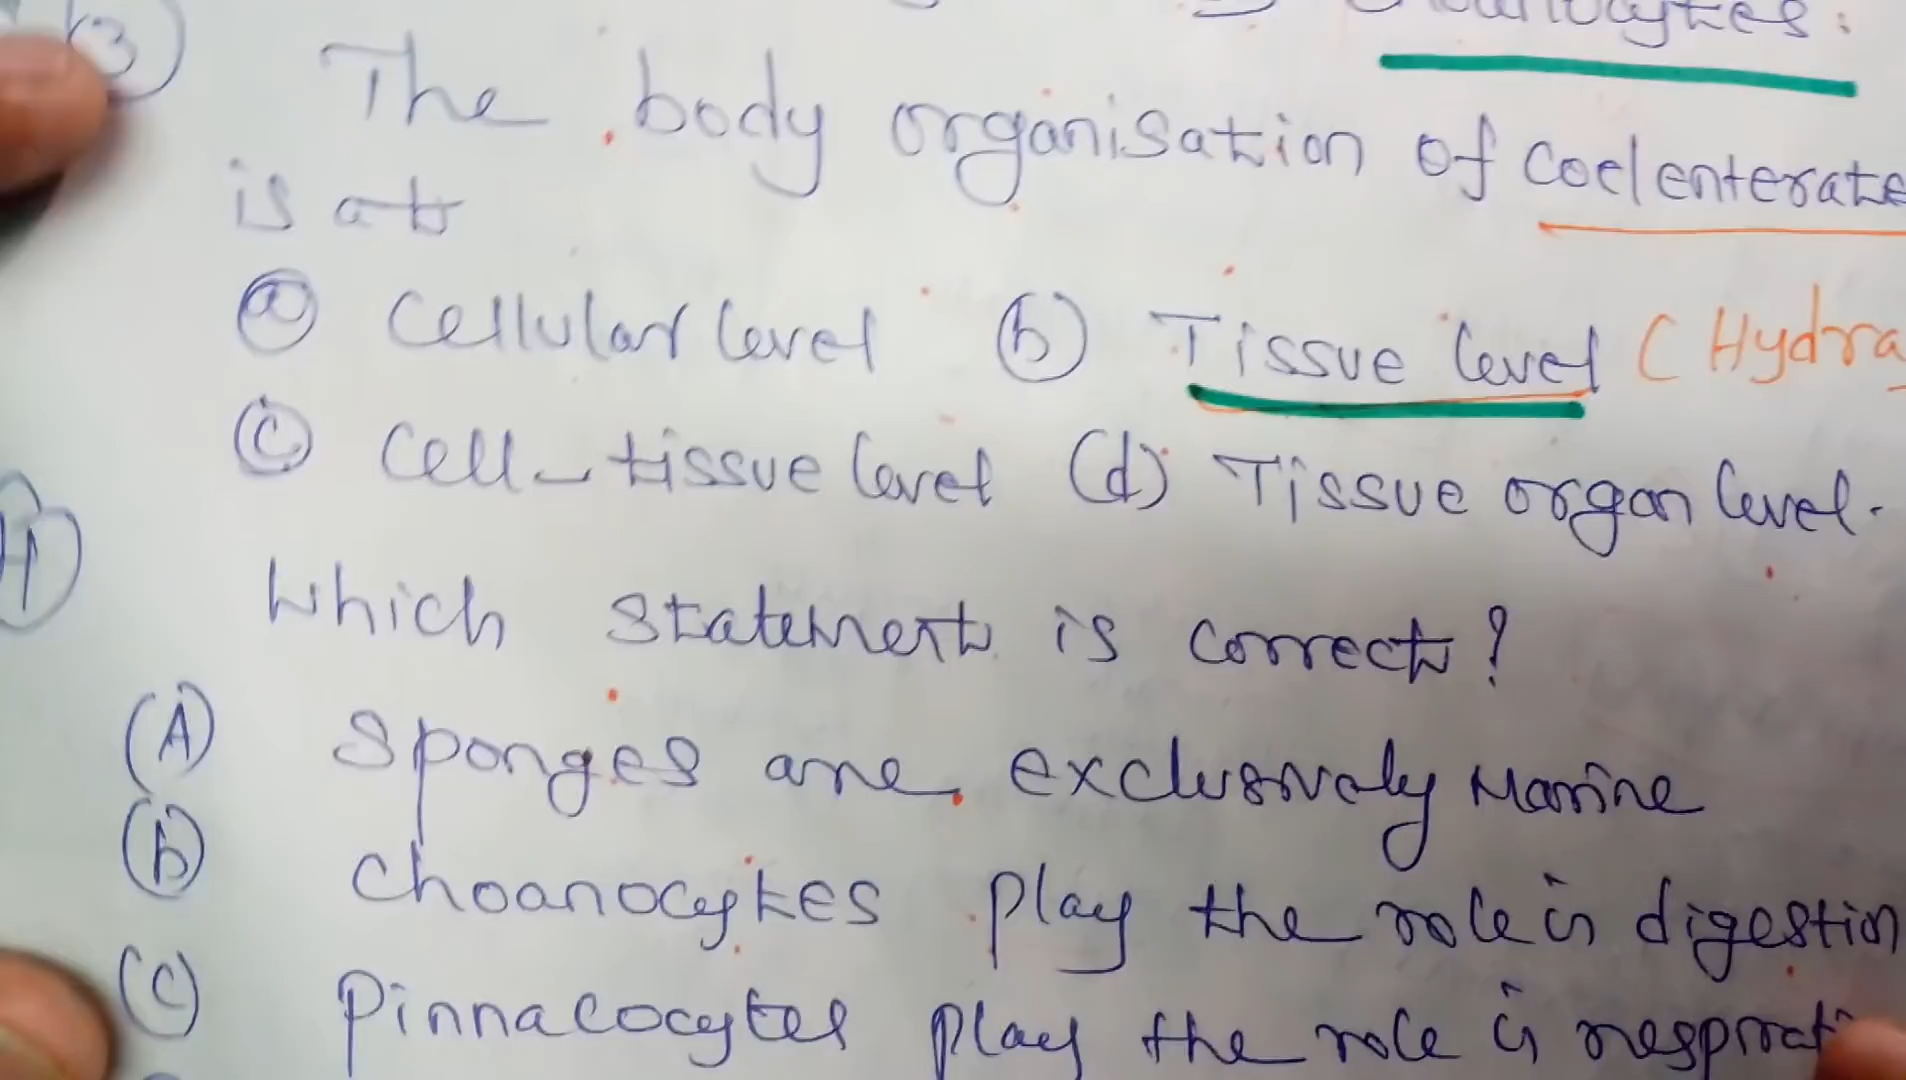 3
The body organisation of coelenterate
is at
(a) cellular level (b) Tissue level (Hydra
(c) cell-tissue level (d) Tissue organ level.
Which statement is correct?
(A) Sponges are exclusively Marine
(b) choanocytes play the role in digestion
(c) pinnacocytes play the role in